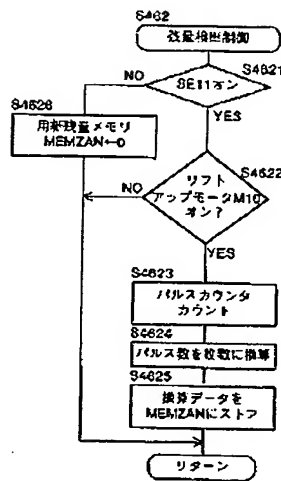 S462
残量検出制御
S4621
SE11オン
NO
YES
S4626
用紙残量メモリ
MEMZAN←0
S4622
リフト
アップモータM10
オン?
NO
YES
S4623
パルスカウンタ
カウント
S4624
パルス数を枚数に換算
S4625
換算データを
MEMZANにストア
リターン